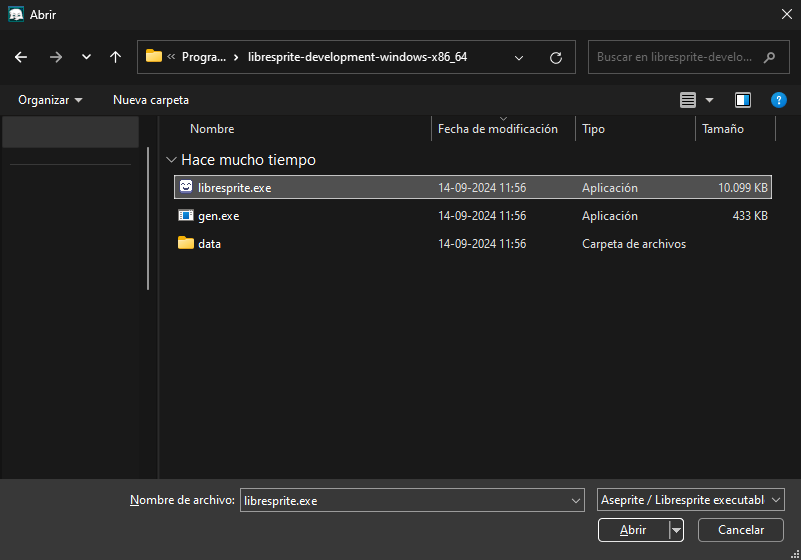 Abrir
« Progra... › libresprite-development-windows-x86_64
Buscar en libresprite-develo...
Organizar
Nueva carpeta
?
Nombre
Fecha de modificación
Tipo
Tamaño
Hace mucho tiempo
libresprite.exe 14-09-2024 11:56 Aplicación 10.099 KB
gen.exe 14-09-2024 11:56 Aplicación 433 KB
data 14-09-2024 11:56 Carpeta de archivos
Nombre de archivo: libresprite.exe
Aseprite / Libresprite executabl
Abrir
Cancelar